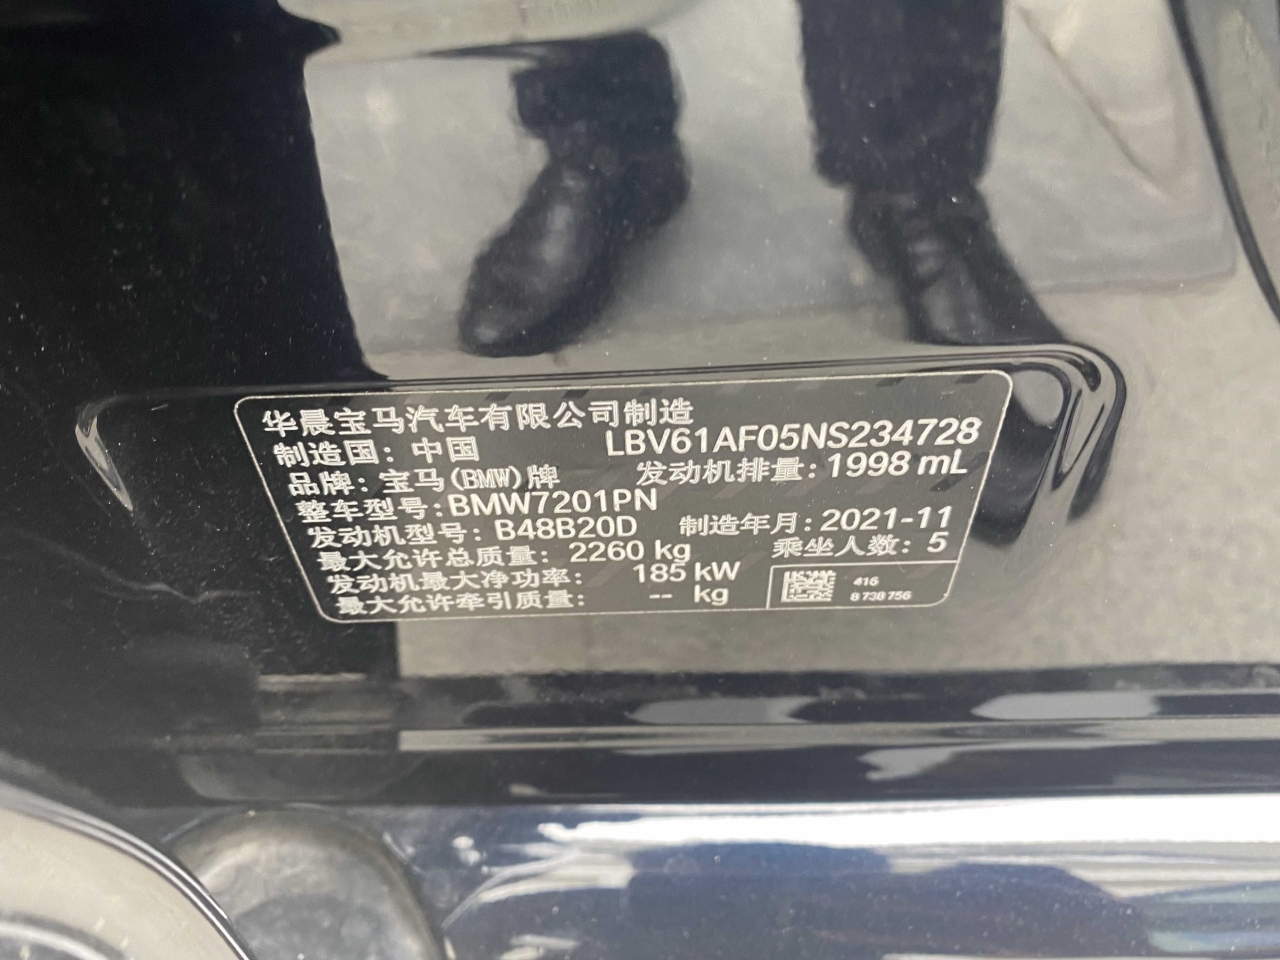 华晨宝马汽车有限公司制造
制造国：中国 LBV61AF05NS234728
品牌：宝马(BMW)牌 发动机排量：1998 mL
整车型号：BMW7201PN
发动机型号：B48B20D 制造年月：2021-11
最大允许总质量：2260 kg 乘坐人数：5
发动机最大净功率：185 kW
最大允许牵引质量：-- kg
416
8 738 756